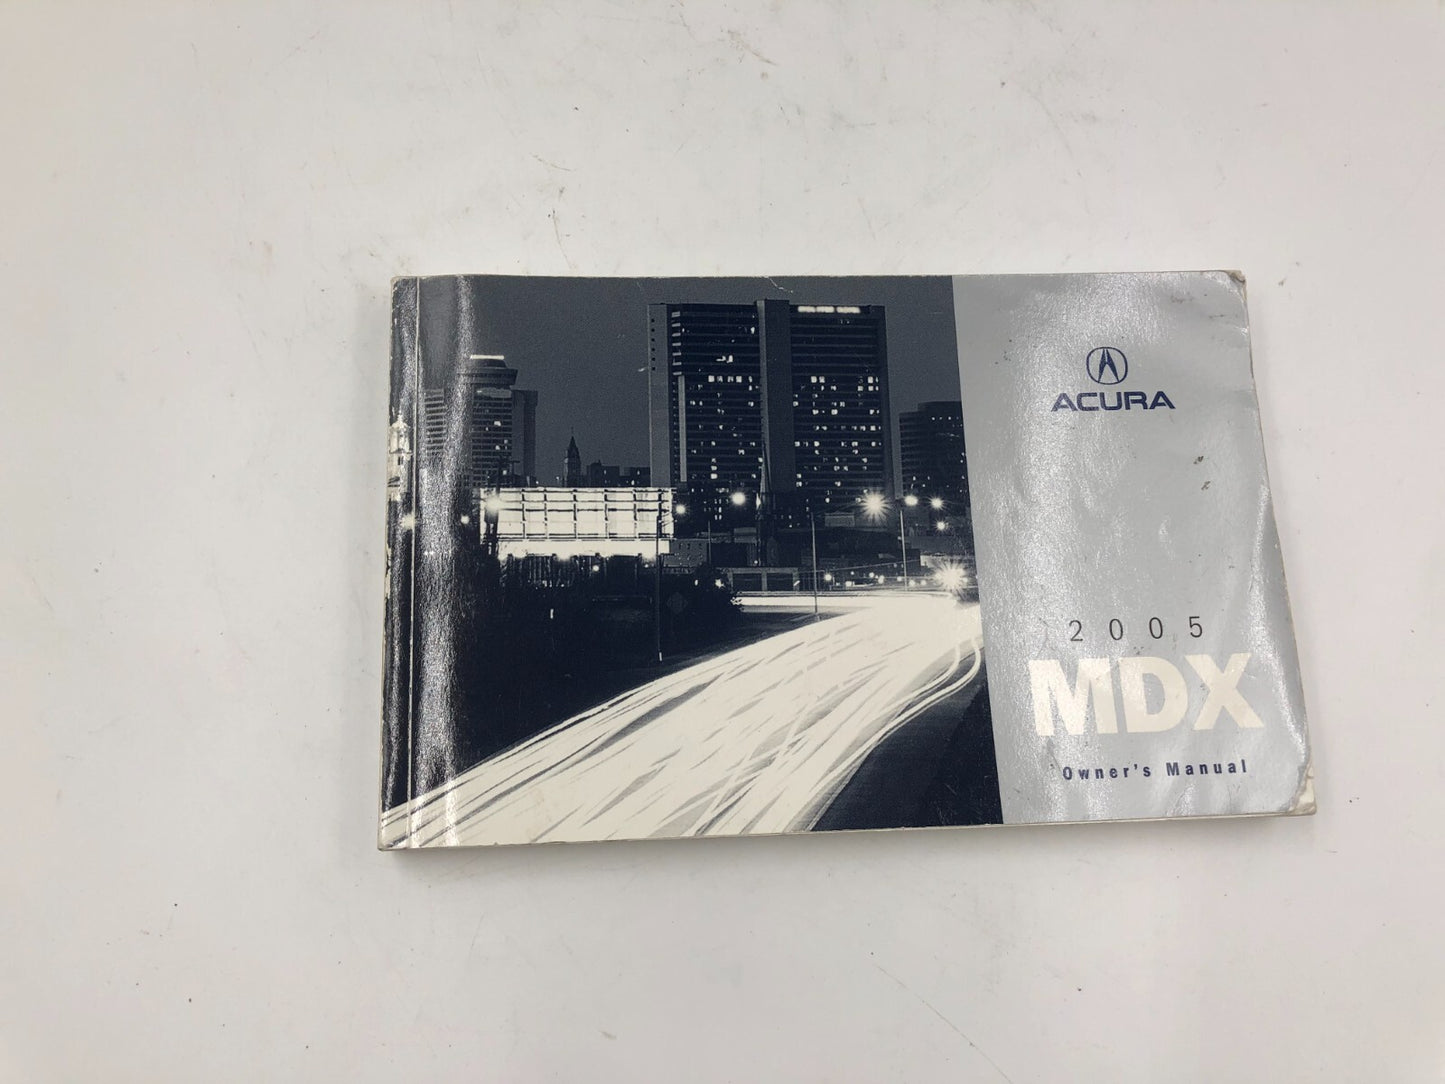 ACURA
2005
MDX
Owner's Manual